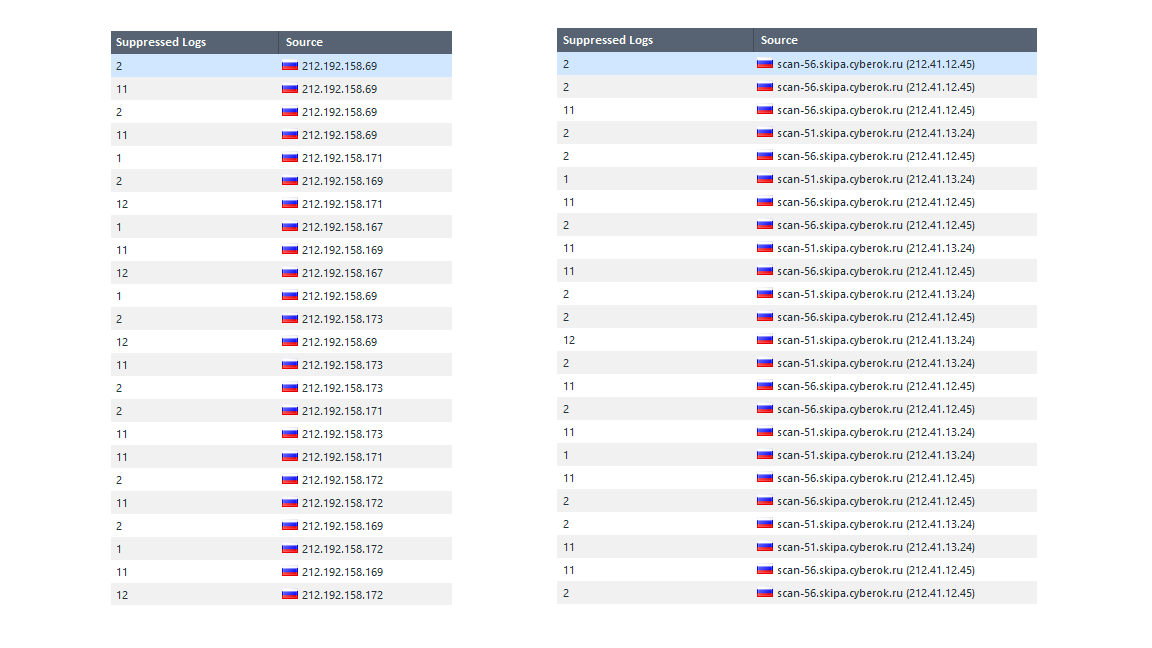 Suppressed Logs Source
2 212.192.158.69
11 212.192.158.69
2 212.192.158.69
11 212.192.158.69
1 212.192.158.171
2 212.192.158.169
12 212.192.158.171
1 212.192.158.167
11 212.192.158.169
12 212.192.158.167
1 212.192.158.69
2 212.192.158.173
12 212.192.158.69
11 212.192.158.173
2 212.192.158.173
2 212.192.158.171
11 212.192.158.173
11 212.192.158.171
2 212.192.158.172
11 212.192.158.172
2 212.192.158.169
1 212.192.158.172
11 212.192.158.169
12 212.192.158.172
Suppressed Logs Source
2 scan-56.skipa.cyberok.ru (212.41.12.45)
2 scan-56.skipa.cyberok.ru (212.41.12.45)
11 scan-56.skipa.cyberok.ru (212.41.12.45)
2 scan-51.skipa.cyberok.ru (212.41.13.24)
2 scan-56.skipa.cyberok.ru (212.41.12.45)
1 scan-51.skipa.cyberok.ru (212.41.13.24)
11 scan-56.skipa.cyberok.ru (212.41.12.45)
2 scan-56.skipa.cyberok.ru (212.41.12.45)
11 scan-51.skipa.cyberok.ru (212.41.13.24)
11 scan-56.skipa.cyberok.ru (212.41.12.45)
2 scan-51.skipa.cyberok.ru (212.41.13.24)
2 scan-56.skipa.cyberok.ru (212.41.12.45)
12 scan-51.skipa.cyberok.ru (212.41.13.24)
2 scan-51.skipa.cyberok.ru (212.41.13.24)
11 scan-56.skipa.cyberok.ru (212.41.12.45)
2 scan-56.skipa.cyberok.ru (212.41.12.45)
11 scan-51.skipa.cyberok.ru (212.41.13.24)
1 scan-51.skipa.cyberok.ru (212.41.13.24)
11 scan-56.skipa.cyberok.ru (212.41.12.45)
2 scan-56.skipa.cyberok.ru (212.41.12.45)
2 scan-51.skipa.cyberok.ru (212.41.13.24)
11 scan-51.skipa.cyberok.ru (212.41.13.24)
11 scan-56.skipa.cyberok.ru (212.41.12.45)
2 scan-56.skipa.cyberok.ru (212.41.12.45)